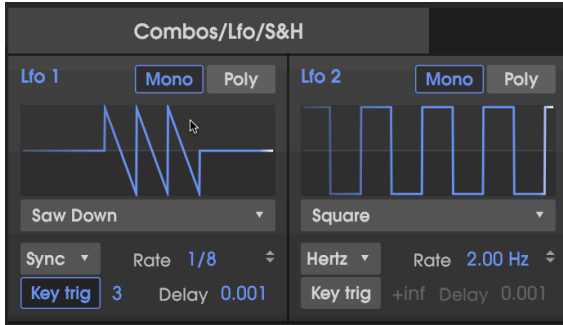 Combos/Lfo/S&H
Lfo 1 Mono Poly
Saw Down
Sync Rate 1/8
Key trig 3 Delay 0.001
Lfo 2 Mono Poly
Square
Hertz Rate 2.00 Hz
Key trig +inf Delay 0.001